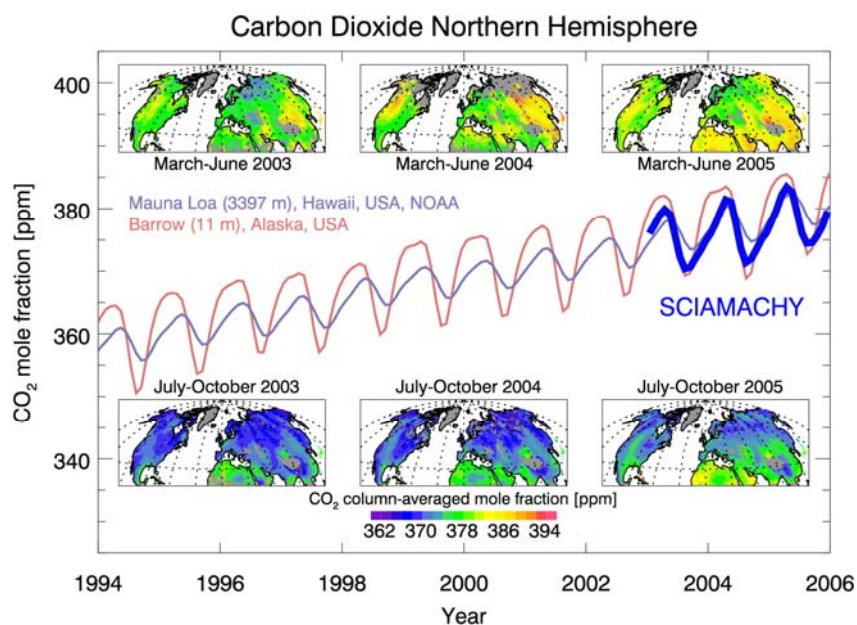 Carbon Dioxide Northern Hemisphere
400
March-June 2003
March-June 2004
March-June 2005
Mauna Loa (3397 m), Hawaii, USA, NOAA
Barrow (11 m), Alaska, USA
380
SCIAMACHY
360
CO₂ mole fraction [ppm]
July-October 2003
July-October 2004
July-October 2005
340
CO₂ column-averaged mole fraction [ppm]
362 370 378 386 394
1994 1996 1998 2000 2002 2004 2006
Year